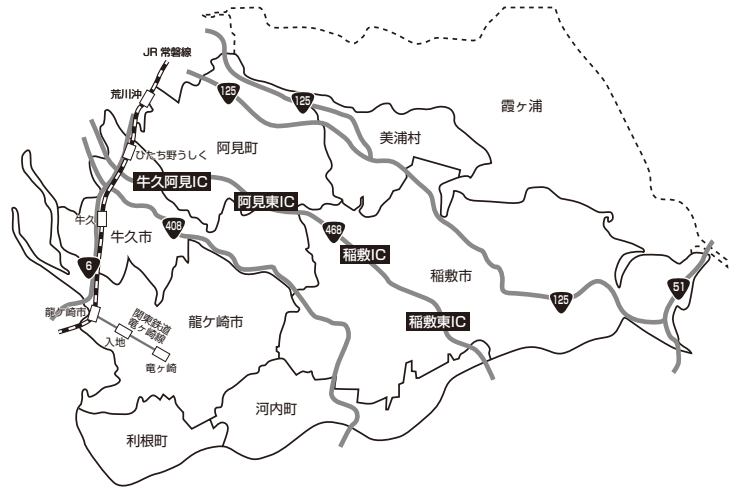 JR 常磐線
荒川沖
125
125
霞ヶ浦
美浦村
阿見町
ひたち野うしく
牛久阿見IC
阿見東IC
牛久
牛久市
408
468
稲敷IC
6
稲敷市
125
51
龍ケ崎市
関東鉄道
竜ヶ崎線
龍ケ崎市
稲敷東IC
入地
竜ヶ崎
河内町
利根町